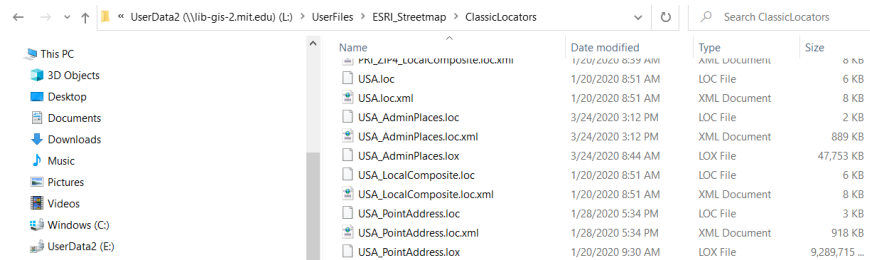 « UserData2 (\\lib-gis-2.mit.edu) (L:) > UserFiles > ESRI_Streetmap > ClassicLocators Search ClassicLocators
This PC
3D Objects
Desktop
Documents
Downloads
Music
Pictures
Videos
Windows (C:)
UserData2 (E:)
Name Date modified Type Size
PRI_ZIP4_LocalComposite.loc.xml 1/20/2020 8:39 AM XML Document 8 KB
USA.loc 1/20/2020 8:51 AM LOC File 6 KB
USA.loc.xml 1/20/2020 8:51 AM XML Document 8 KB
USA_AdminPlaces.loc 3/24/2020 3:12 PM LOC File 2 KB
USA_AdminPlaces.loc.xml 3/24/2020 3:12 PM XML Document 889 KB
USA_AdminPlaces.lox 3/24/2020 8:44 AM LOX File 47,753 KB
USA_LocalComposite.loc 1/20/2020 8:51 AM LOC File 6 KB
USA_LocalComposite.loc.xml 1/20/2020 8:51 AM XML Document 8 KB
USA_PointAddress.loc 1/28/2020 5:34 PM LOC File 3 KB
USA_PointAddress.loc.xml 1/28/2020 5:34 PM XML Document 918 KB
USA_PointAddress.lox 1/20/2020 9:30 AM LOX File 9,289,715 ...